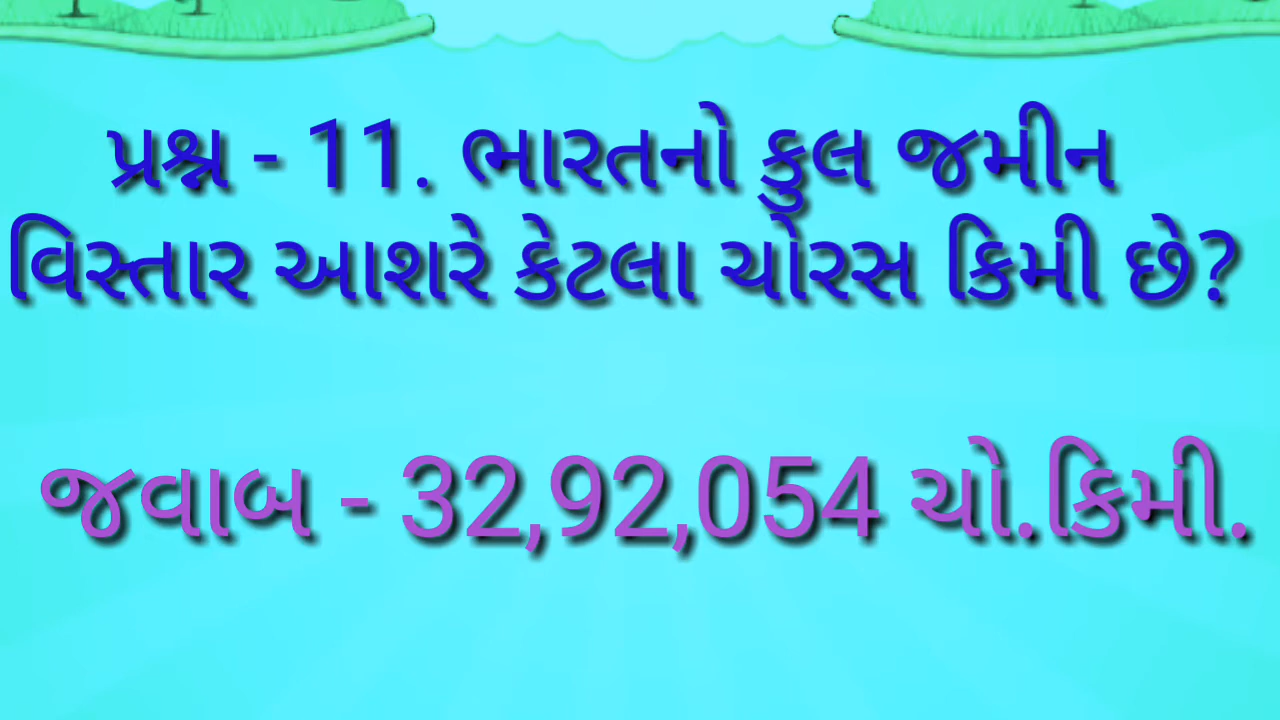 પ્રશ્ન - 11. ભારતનો કુલ જમીન
વિસ્તાર આશરે કેટલા ચોરસ કિમી છે?
જવાબ - 32,92,054 ચો.કિમી.